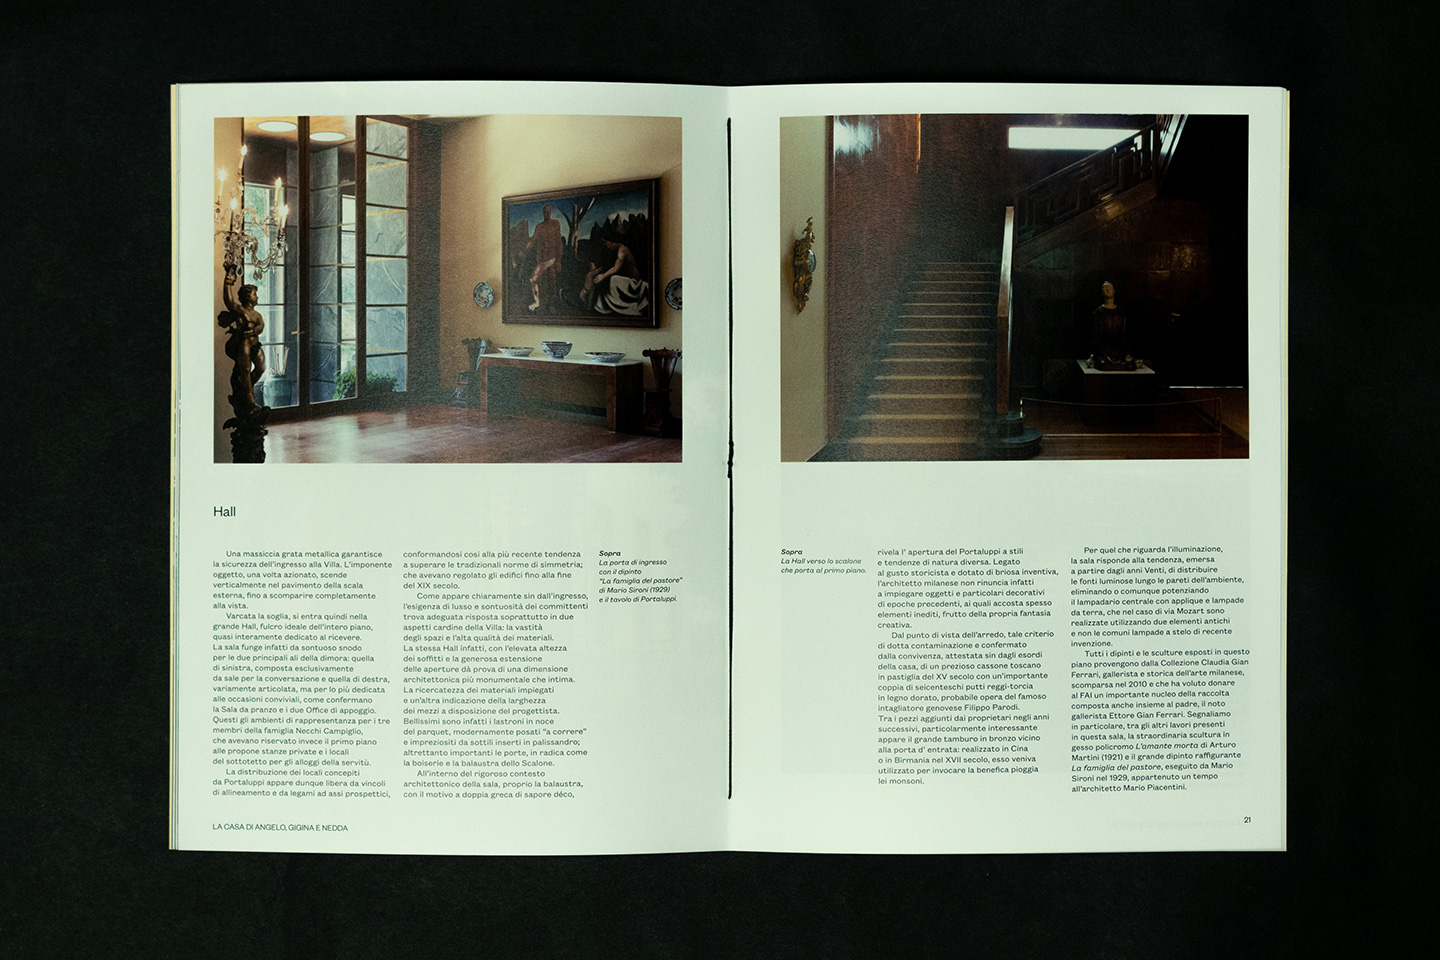 Hall
Una massiccia grata metallica garantisce
la sicurezza dell'ingresso alla Villa. L'imponente
oggetto, una volta azionato, scende
verticalmente nel pavimento della scala
esterna, fino a scomparire completamente
alla vista.
Varcata la soglia, si entra quindi nella
grande Hall, fulcro ideale dell'intero piano,
quasi interamente dedicato al ricevere.
La sala funge infatti da sontuoso snodo
per le due principali ali della dimora: quella
di sinistra, composta esclusivamente
da sale per la conversazione e quella di destra,
variamente articolata, ma per lo più dedicata
alle occasioni conviviali, come confermano
la Sala da pranzo e i due Office di appoggio.
Questi gli ambienti di rappresentanza per i tre
membri della famiglia Necchi Campiglio,
che avevano riservato invece il primo piano
alle proprie stanze private e i locali
del sottotetto per gli alloggi della servitù.
La distribuzione dei locali concepiti
da Portaluppi appare dunque libera da vincoli
di allineamento e da legami ad assi prospettici,
conformandosi così alla più recente tendenza
a superare le tradizionali norme di simmetria;
che avevano regolato gli edifici fino alla fine
del XIX secolo.
Come appare chiaramente sin dall'ingresso,
l'esigenza di lusso e sontuosità dei committenti
trova adeguata risposta soprattutto in due
aspetti cardine della Villa: la vastità
degli spazi e l'alta qualità dei materiali.
La stessa Hall infatti, con l'elevata altezza
dei soffitti e la generosa estensione
delle aperture dà prova di una dimensione
architettonica più monumentale che intima.
La ricercatezza dei materiali impiegati
e un'altra indicazione della larghezza
dei mezzi a disposizione del progettista.
Bellissimi sono infatti i lastroni in noce
del parquet, modernamente posati "a correre"
e impreziositi da sottili inserti in palissandro;
altrettanto importanti le porte, in radica come
la boiserie e la balaustra dello Scalone.
All'interno del rigoroso contesto
architettonico della sala, proprio la balaustra,
con il motivo a doppia greca di sapore déco,
Sopra
La porta di ingresso
con il dipinto
"La famiglia del pastore"
di Mario Sironi (1929)
e il tavolo di Portaluppi.
LA CASA DI ANGELO, GIGINA E NEDDA
Sopra
La Hall verso lo scalone
che porta al primo piano.
rivela l' apertura del Portaluppi a stili
e tendenze di natura diversa. Legato
al gusto storicista e dotato di briosa inventiva,
l'architetto milanese non rinuncia infatti
a impiegare oggetti e particolari decorativi
di epoche precedenti, ai quali accosta spesso
elementi inediti, frutto della propria fantasia
creativa.
Dal punto di vista dell'arredo, tale criterio
di dotta contaminazione e confermato
dalla convivenza, attestata sin dagli esordi
della casa, di un prezioso cassone toscano
in pastiglia del XV secolo con un'importante
coppia di seicenteschi putti reggi-torcia
in legno dorato, probabile opera del famoso
intagliatore genovese Filippo Parodi.
Tra i pezzi aggiunti dai proprietari negli anni
successivi, particolarmente interessante
appare il grande tamburo in bronzo vicino
alla porta d' entrata: realizzato in Cina
o in Birmania nel XVII secolo, esso veniva
utilizzato per invocare la benefica pioggia
lei monsoni.
Per quel che riguarda l'illuminazione,
la sala risponde alla tendenza, emersa
a partire dagli anni Venti, di distribuire
le fonti luminose lungo le pareti dell'ambiente,
eliminando o comunque potenziando
il lampadario centrale con applique e lampade
da terra, che nel caso di via Mozart sono
realizzate utilizzando due elementi antichi
e non le comuni lampade a stelo di recente
invenzione.
Tutti i dipinti e le sculture esposti in questo
piano provengono dalla Collezione Claudia Gian
Ferrari, gallerista e storica dell'arte milanese,
scomparsa nel 2010 e che ha voluto donare
al FAI un importante nucleo della raccolta
composta anche insieme al padre, il noto
gallerista Ettore Gian Ferrari. Segnaliamo
in particolare, tra gli altri lavori presenti
in questa sala, la straordinaria scultura in
gesso policromo L'amante morta di Arturo
Martini (1921) e il grande dipinto raffigurante
La famiglia del pastore, eseguito da Mario
Sironi nel 1929, appartenuto un tempo
all'architetto Mario Piacentini.
21